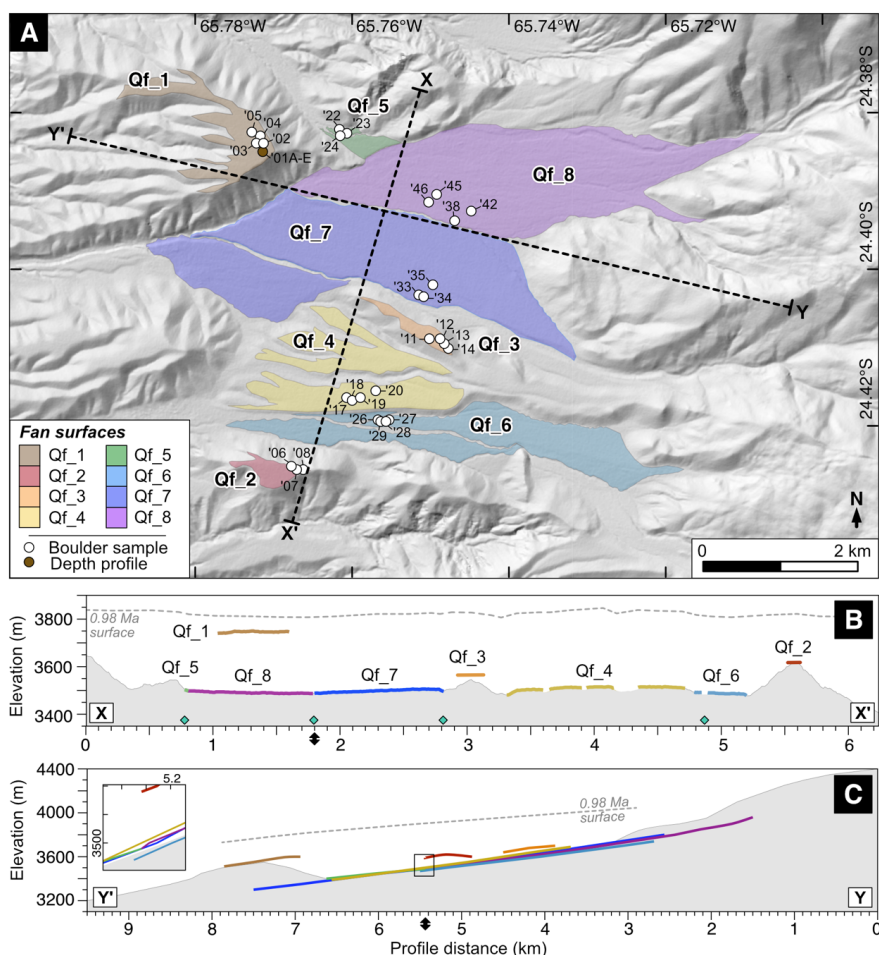 A
65.78°W
65.76°W
65.74°W
65.72°W
24.38°S
24.40°S
24.42°S
Qf_1
'05
'04
'02
'03
'01A-E
Y'
'22
Qf_5
'23
'24
X
Qf_8
'46
'45
'42
'38
Qf_7
'35
'33
'34
Y
'12
'13
'11
'14
Qf_3
Qf_4
'18
'20
'17
'19
'26
'27
'29
'28
Qf_6
'06
'08
'07
Qf_2
X'
Fan surfaces
Qf_1 Qf_5
Qf_2 Qf_6
Qf_3 Qf_7
Qf_4 Qf_8
Boulder sample
Depth profile
N
0 2 km
B
Elevation (m)
3800
3600
3400
0.98 Ma
surface
Qf_1
Qf_5
Qf_8
Qf_7
Qf_3
Qf_4
Qf_6
Qf_2
X X'
0 1 2 3 4 5 6
C
Elevation (m)
4400
4000
3600
3200
5.2
3500
0.98 Ma
surface
Y' Y
9 8 7 6 5 4 3 2 1 0
Profile distance (km)